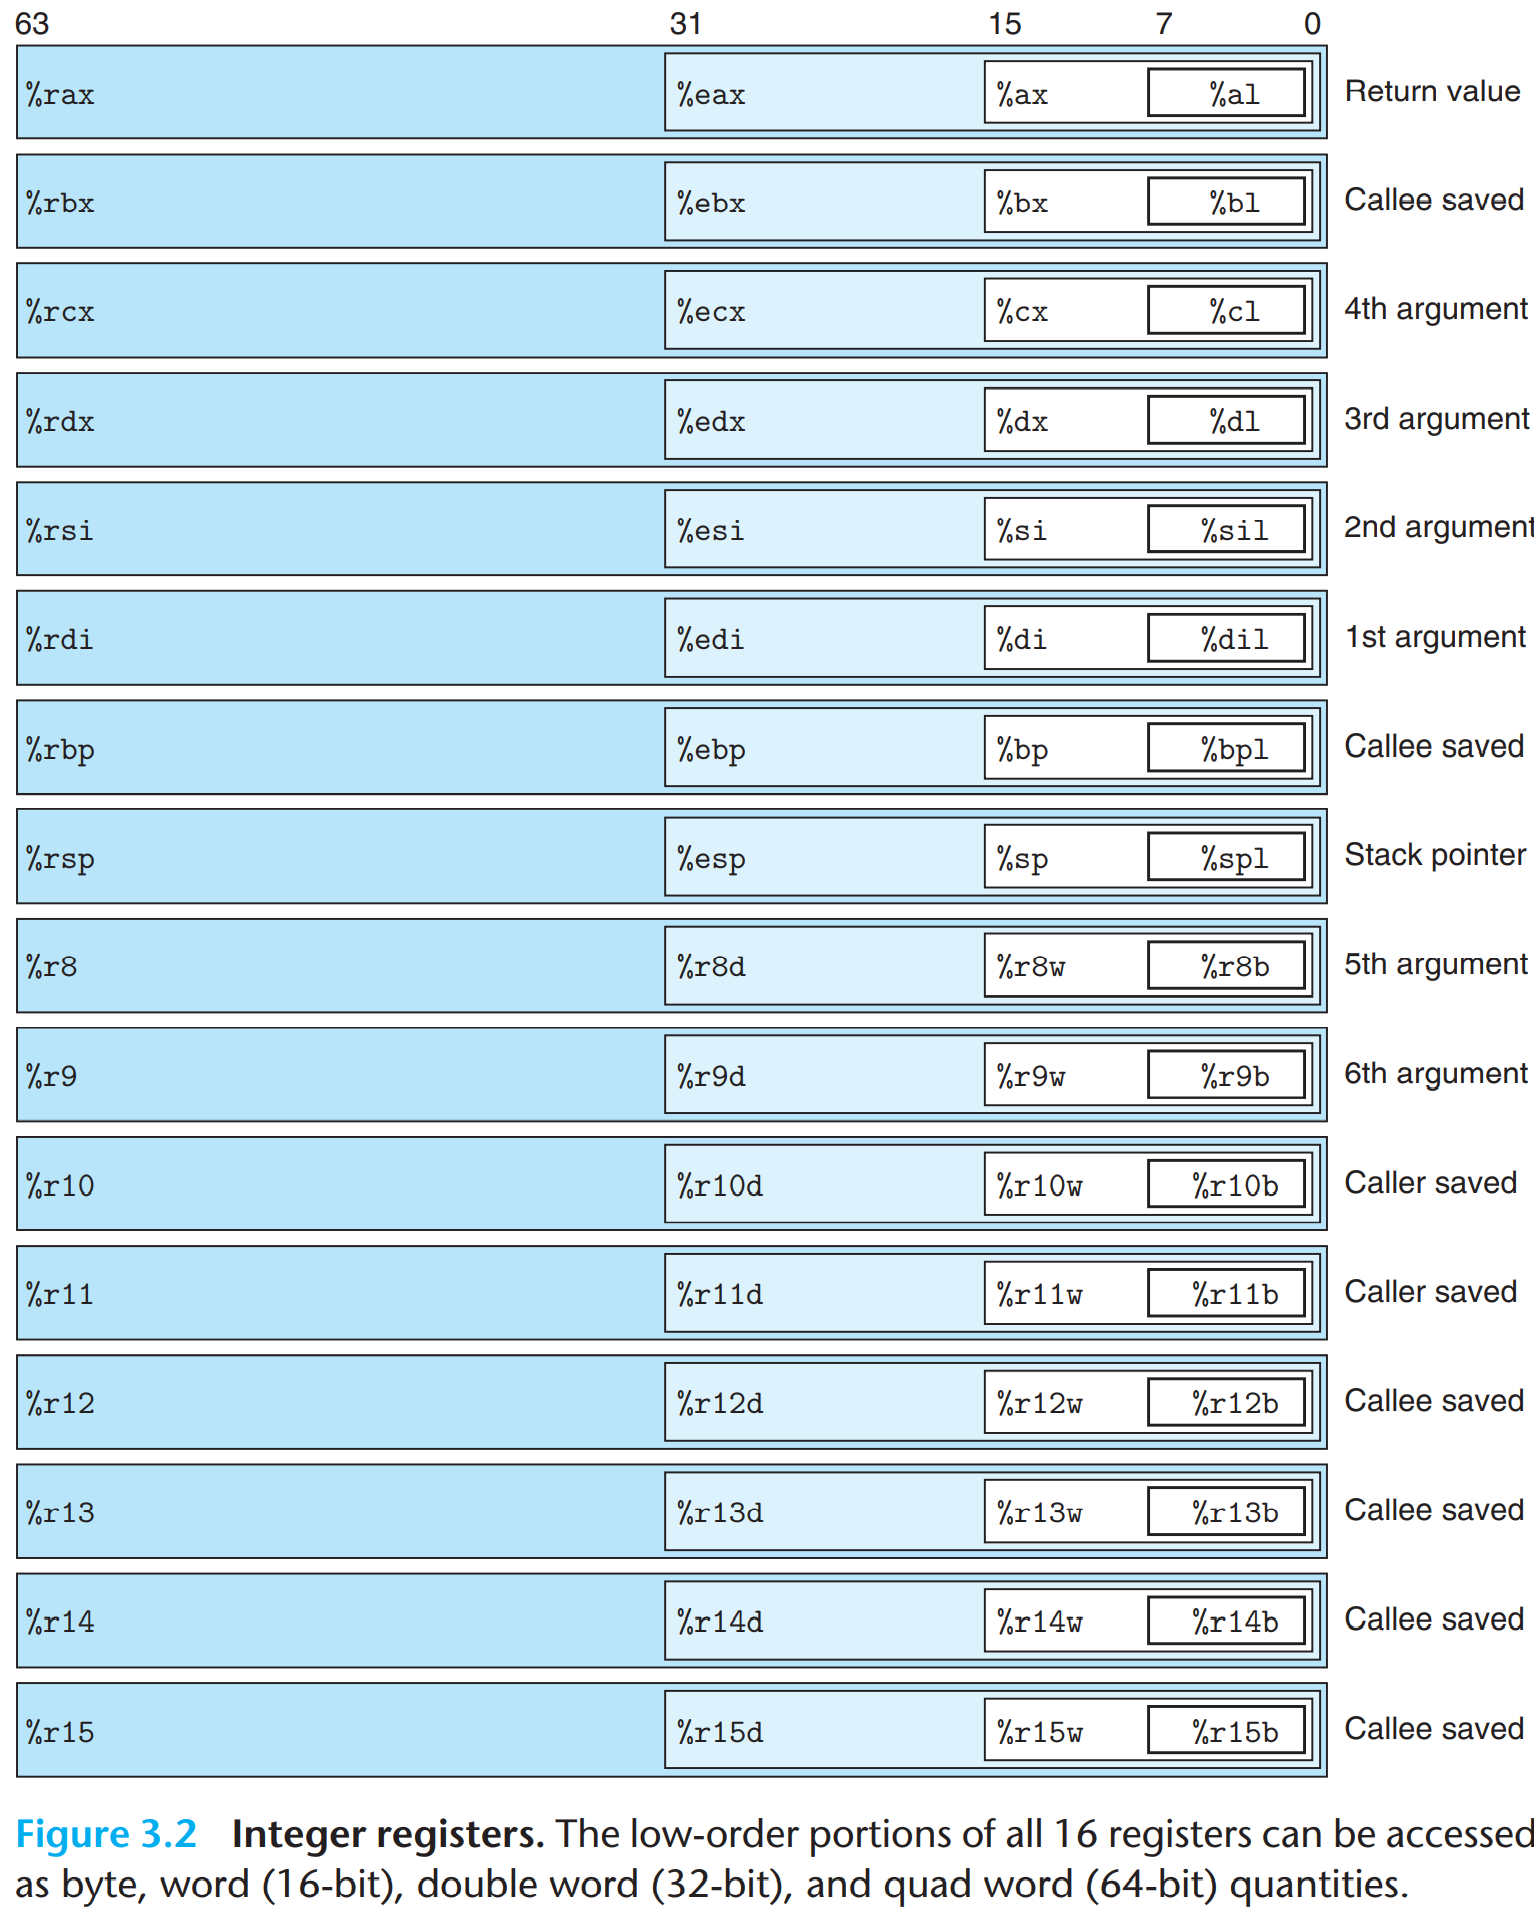 63 31 15 7 0
%rax %eax %ax %al Return value
%rbx %ebx %bx %bl Callee saved
%rcx %ecx %cx %cl 4th argument
%rdx %edx %dx %dl 3rd argument
%rsi %esi %si %sil 2nd argument
%rdi %edi %di %dil 1st argument
%rbp %ebp %bp %bpl Callee saved
%rsp %esp %sp %spl Stack pointer
%r8 %r8d %r8w %r8b 5th argument
%r9 %r9d %r9w %r9b 6th argument
%r10 %r10d %r10w %r10b Caller saved
%r11 %r11d %r11w %r11b Caller saved
%r12 %r12d %r12w %r12b Callee saved
%r13 %r13d %r13w %r13b Callee saved
%r14 %r14d %r14w %r14b Callee saved
%r15 %r15d %r15w %r15b Callee saved
Figure 3.2 Integer registers. The low-order portions of all 16 registers can be accessed
as byte, word (16-bit), double word (32-bit), and quad word (64-bit) quantities.